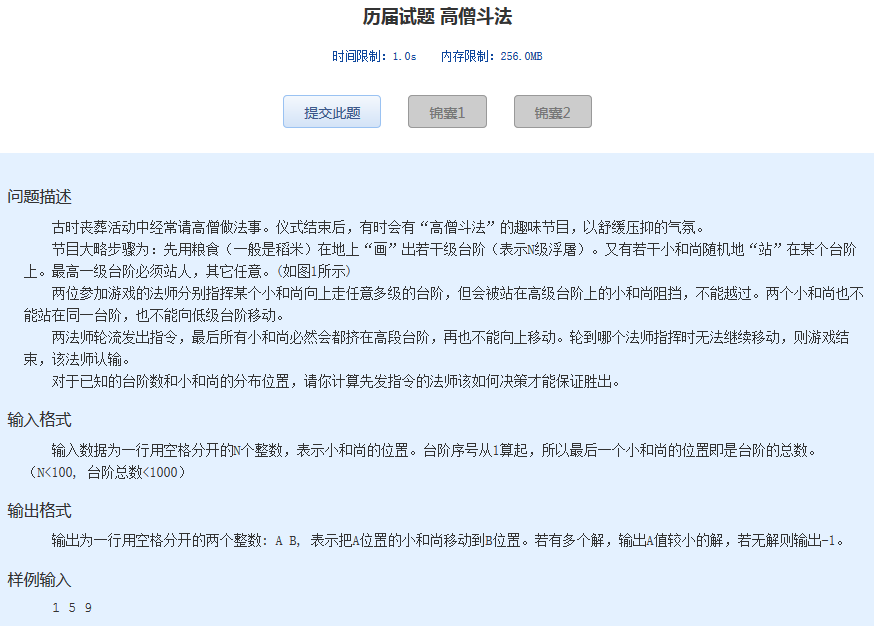 历届试题 高僧斗法
时间限制：1.0s 内存限制：256.0MB
提交此题 锦囊1 锦囊2
问题描述
古时丧葬活动中经常请高僧做法事。仪式结束后，有时会有“高僧斗法”的趣味节目，以舒缓压抑的气氛。
节目大略步骤为：先用粮食（一般是稻米）在地上“画”出若干级台阶（表示N级浮屠）。又有若干小和尚随机地“站”在某个台阶
上。最高一级台阶必须站人，其它任意。(如图1所示)
两位参加游戏的法师分别指挥某个小和尚向上走任意多级的台阶，但会被站在高级台阶上的小和尚阻挡，不能越过。两个小和尚也不
能站在同一台阶，也不能向低级台阶移动。
两法师轮流发出指令，最后所有小和尚必然会都挤在高段台阶，再也不能向上移动。轮到哪个法师指挥时无法继续移动，则游戏结
束，该法师认输。
对于已知的台阶数和小和尚的分布位置，请你计算先发指令的法师该如何决策才能保证胜出。
输入格式
输入数据为一行用空格分开的N个整数，表示小和尚的位置。台阶序号从1算起，所以最后一个小和尚的位置即是台阶的总数。
（N<100, 台阶总数<1000）
输出格式
输出为一行用空格分开的两个整数: A B, 表示把A位置的小和尚移动到B位置。若有多个解，输出A值较小的解，若无解则输出-1。
样例输入
1 5 9